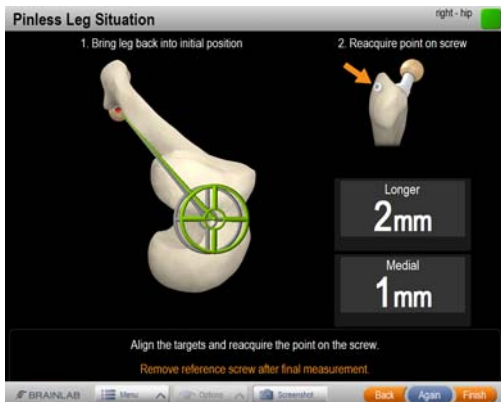 Pinless Leg Situation
right - hip
1. Bring leg back into initial position
2. Reacquire point on screw
Longer
2mm
Medial
1mm
Align the targets and reacquire the point on the screw.
Remove reference screw after final measurement.
BRAINLAB
Menu
Options
Screenshot
Back
Again
Finish